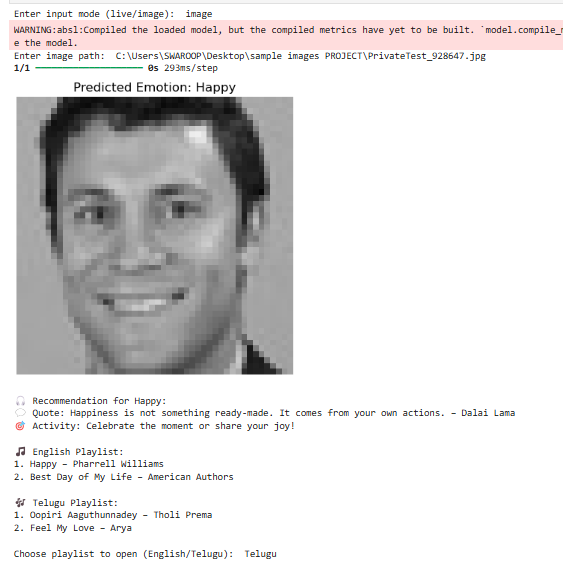 Enter input mode (live/image):  image
WARNING:absl:Compiled the loaded model, but the compiled metrics have yet to be built. `model.compile_
e the model.
Enter image path:  C:\Users\SWAROOP\Desktop\sample images PROJECT\PrivateTest_928647.jpg
1/1 ━━━━━━━━━━━━━━━━━━━━ 0s 293ms/step
Predicted Emotion: Happy
🎧 Recommendation for Happy:
💬 Quote: Happiness is not something ready-made. It comes from your own actions. – Dalai Lama
🎯 Activity: Celebrate the moment or share your joy!
🎵 English Playlist:
1. Happy – Pharrell Williams
2. Best Day of My Life – American Authors
🎶 Telugu Playlist:
1. Oopiri Aaguthunnadey – Tholi Prema
2. Feel My Love – Arya
Choose playlist to open (English/Telugu):  Telugu